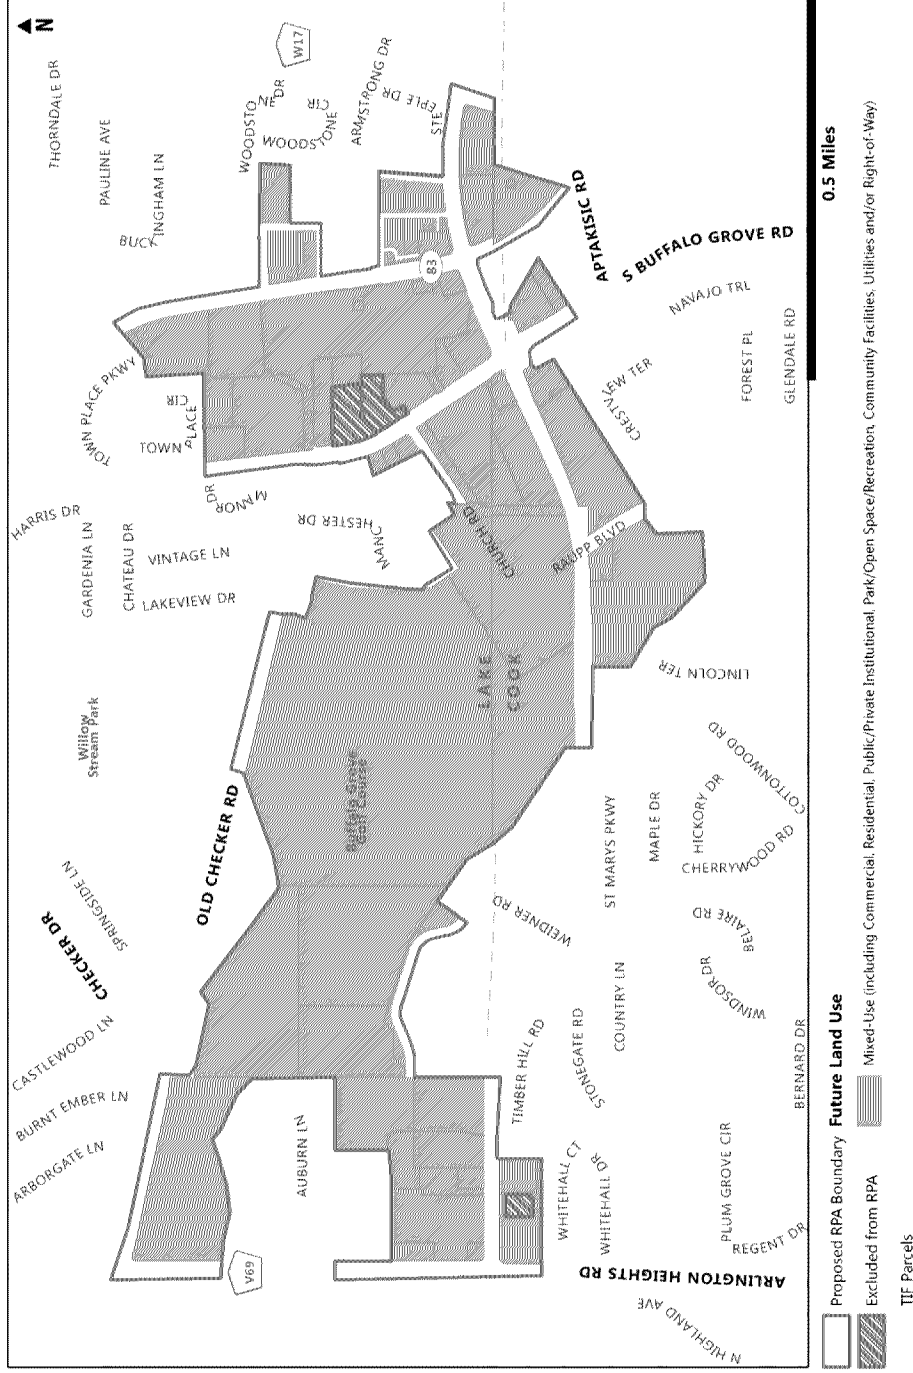 N
THORNDALE DR
PAULINE AVE
BUCKINGHAM LN
WOODSTONE DR
WOODSTONE CIR
W17
ARMSTRONG DR
STEEPLE DR
83
APTAKISIC RD
S BUFFALO GROVE RD
NAVAJO TRL
FOREST PL
GLENDALE RD
CRESTVIEW TER
TOWN PLACE PKWY
TOWN PLACE CIR
MANOR DR
HARRIS DR
GARDENIA LN
CHATEAU DR
VINTAGE LN
LAKEVIEW DR
MANCHESTER DR
CHURCH RD
RAUPP BLVD
LAKE
COOK
LINCOLN TER
Willow
Stream Park
Buffalo Grove
Golf Course
OLD CHECKER RD
COTTONWOOD RD
HICKORY DR
MAPLE DR
ST MARYS PKWY
CHERRYWOOD RD
BELAIRE RD
WINDSOR DR
WEIDNER RD
COUNTRY LN
SPRINGSIDE LN
CHECKER DR
CASTLEWOOD LN
BURNT EMBER LN
ARBORGATE LN
AUBURN LN
TIMBER HILL RD
STONEGATE RD
BERNARD DR
WHITEHALL CT
WHITEHALL DR
PLUM GROVE CIR
REGENT DR
V69
ARLINGTON HEIGHTS RD
N HIGHLAND AVE
0.5 Miles
Proposed RPA Boundary
Excluded from RPA
TIF Parcels
Future Land Use
Mixed-Use (including Commercial, Residential, Public/Private Institutional, Park/Open Space/Recreation, Community Facilities, Utilities and/or Right-of-Way)